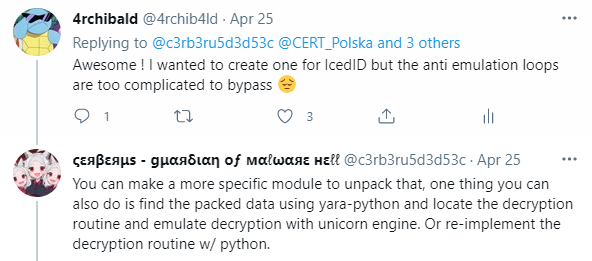 4rchibald @4rchib4ld · Apr 25
Replying to @c3rb3ru5d3d53c @CERT_Polska and 3 others
Awesome ! I wanted to create one for IcedID but the anti emulation loops
are too complicated to bypass 😔
1 3
ςεяβεяμs - gμαяδιαη σƒ мαℓωαяε нεℓℓ @c3rb3ru5d3d53c · Apr 25
You can make a more specific module to unpack that, one thing you can
also do is find the packed data using yara-python and locate the decryption
routine and emulate decryption with unicorn engine. Or re-implement the
decryption routine w/ python.